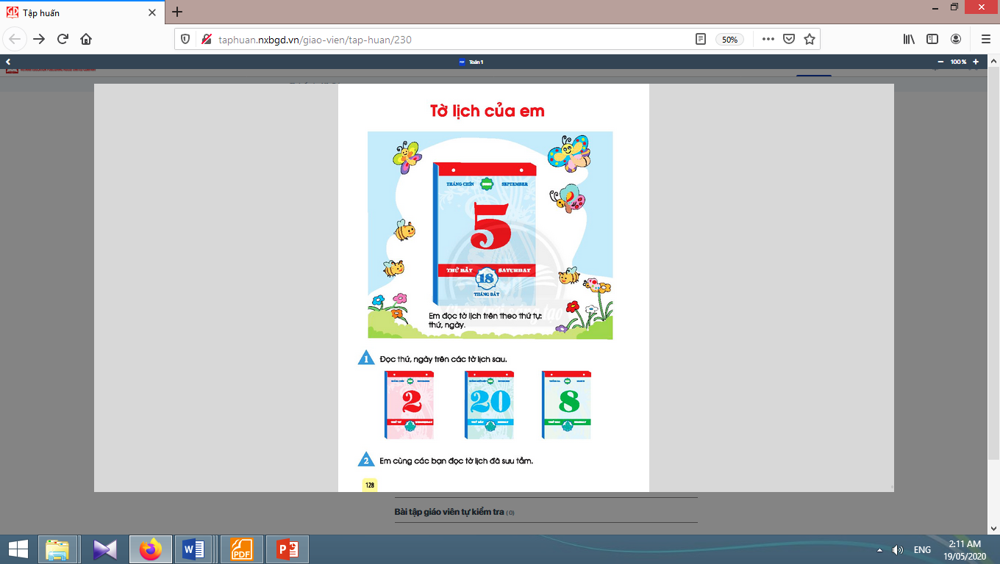 Tập huấn
taphuan.nxbgd.vn/giao-vien/tap-huan/230
50%
Toán 1
100 %
Tờ lịch của em
THÁNG CHÍN SEPTEMBER
5
THỨ BẢY SATURDAY
18
THÁNG BẢY
Em đọc tờ lịch trên theo thứ tự:
thứ, ngày.
1 Đọc thứ, ngày trên các tờ lịch sau.
2 20 8
2 Em cùng các bạn đọc tờ lịch đã sưu tầm.
128
Bài tập giáo viên tự kiểm tra (0)
ENG
2:11 AM
19/05/2020